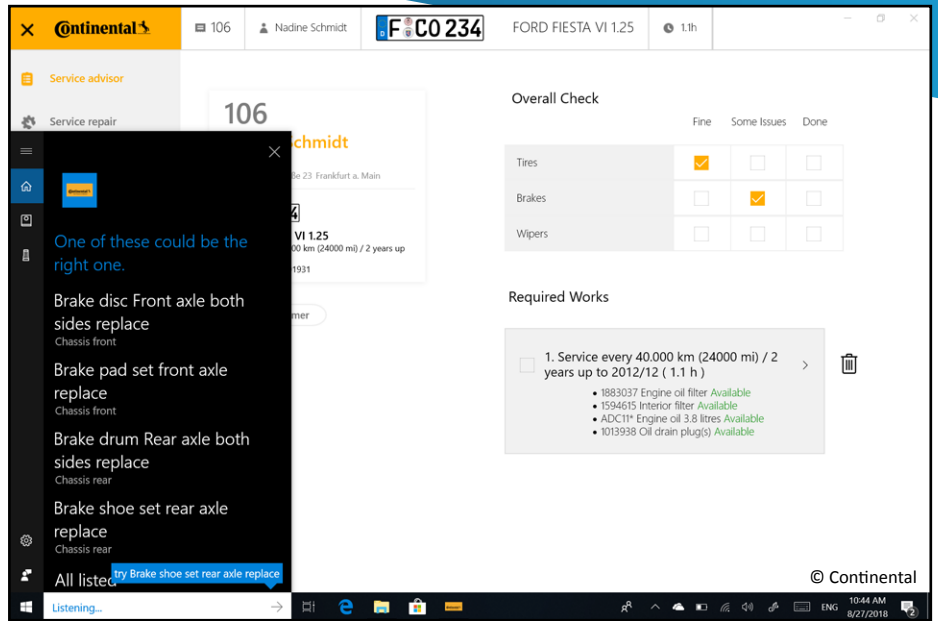 Continental
106
Nadine Schmidt
F CO 234
FORD FIESTA VI 1.25
1.1h
Service advisor
Service repair
106
chmidt
ße 23 Frankfurt a. Main
4
VI 1.25
00 km (24000 mi) / 2 years up
1931
mer
Overall Check
Fine Some Issues Done
Tires
Brakes
Wipers
Required Works
1. Service every 40.000 km (24000 mi) / 2
years up to 2012/12 ( 1.1 h )
• 1883037 Engine oil filter Available
• 1594615 Interior filter Available
• ADC11* Engine oil 3.8 litres Available
• 1013938 Oil drain plug(s) Available
Continental
One of these could be the
right one.
Brake disc Front axle both
sides replace
Chassis front
Brake pad set front axle
replace
Chassis front
Brake drum Rear axle both
sides replace
Chassis rear
Brake shoe set rear axle
replace
Chassis rear
All listed
try Brake shoe set rear axle replace
Listening...
© Continental
ENG
10:44 AM
8/27/2018
2